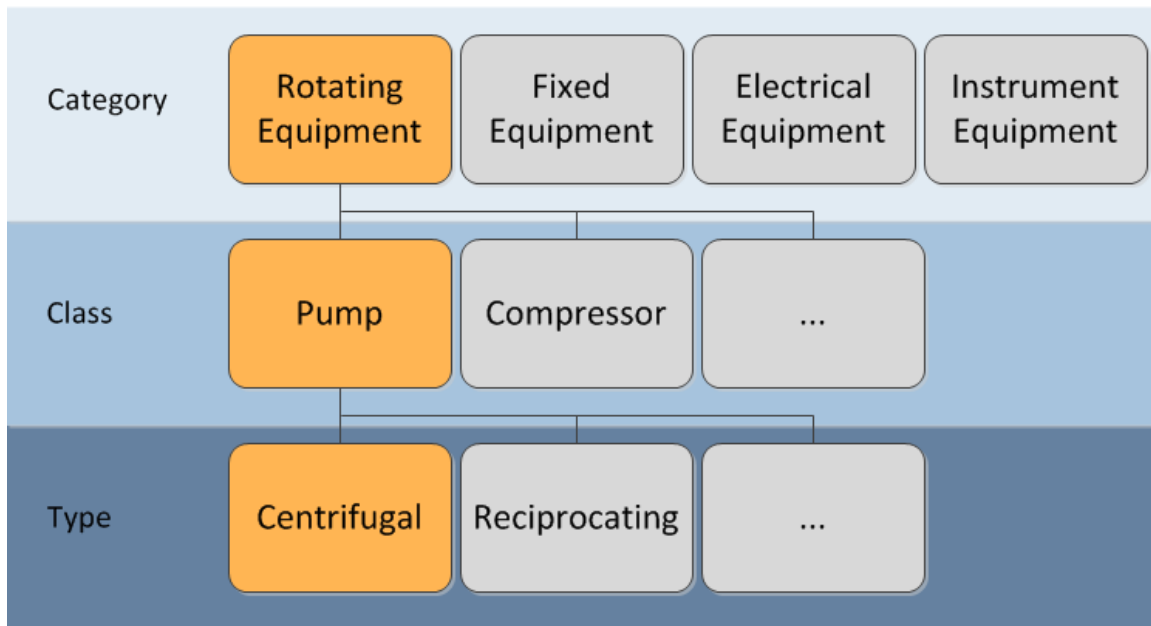 Category
Rotating
Equipment
Fixed
Equipment
Electrical
Equipment
Instrument
Equipment
Class
Pump
Compressor
...
Type
Centrifugal
Reciprocating
...